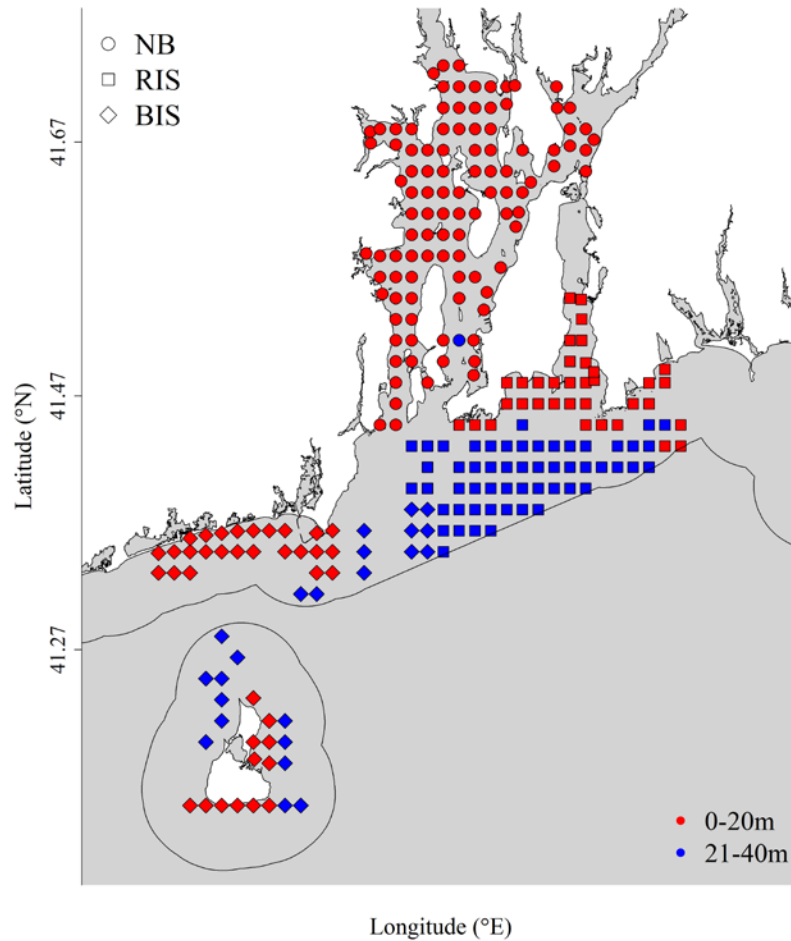 NB
RIS
BIS
41.67
41.47
41.27
Latitude (°N)
0-20m
21-40m
Longitude (°E)